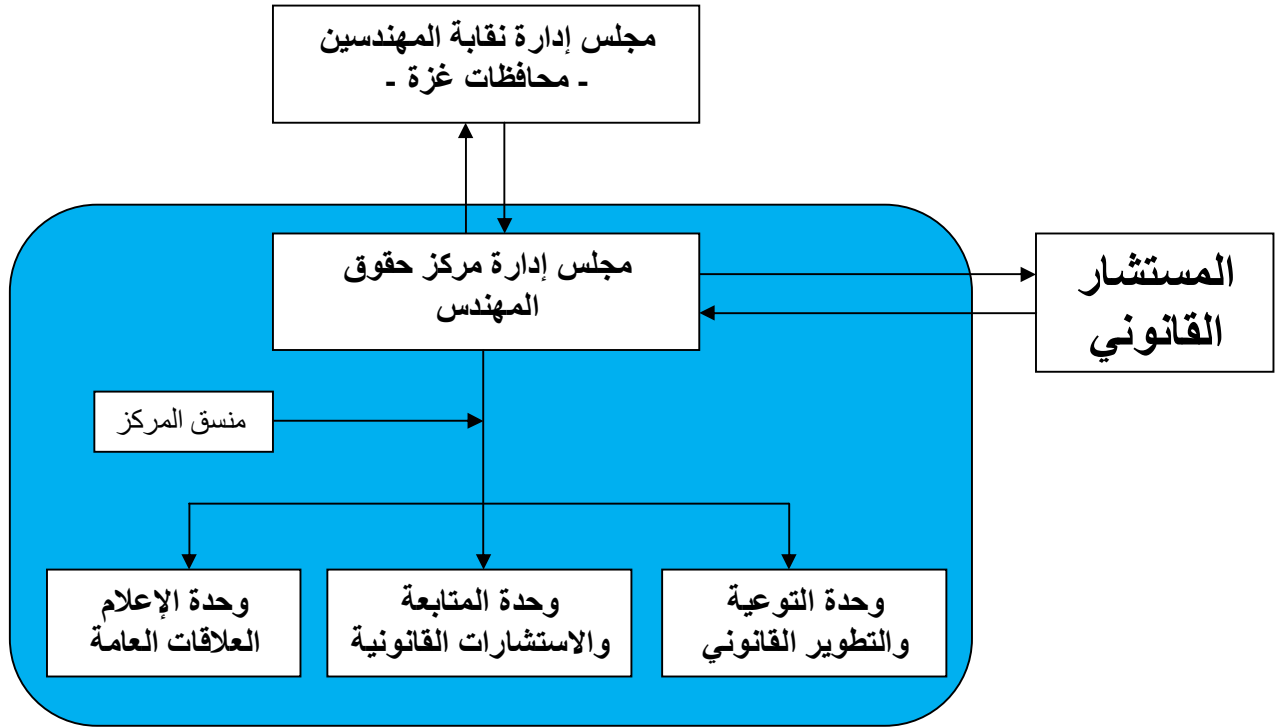 مجلس إدارة نقابة المهندسين
- محافظات غزة -
مجلس إدارة مركز حقوق
المهندس
المستشار
القانوني
منسق المركز
وحدة التوعية
والتطوير القانوني
وحدة المتابعة
والاستشارات القانونية
وحدة الإعلام
العلاقات العامة